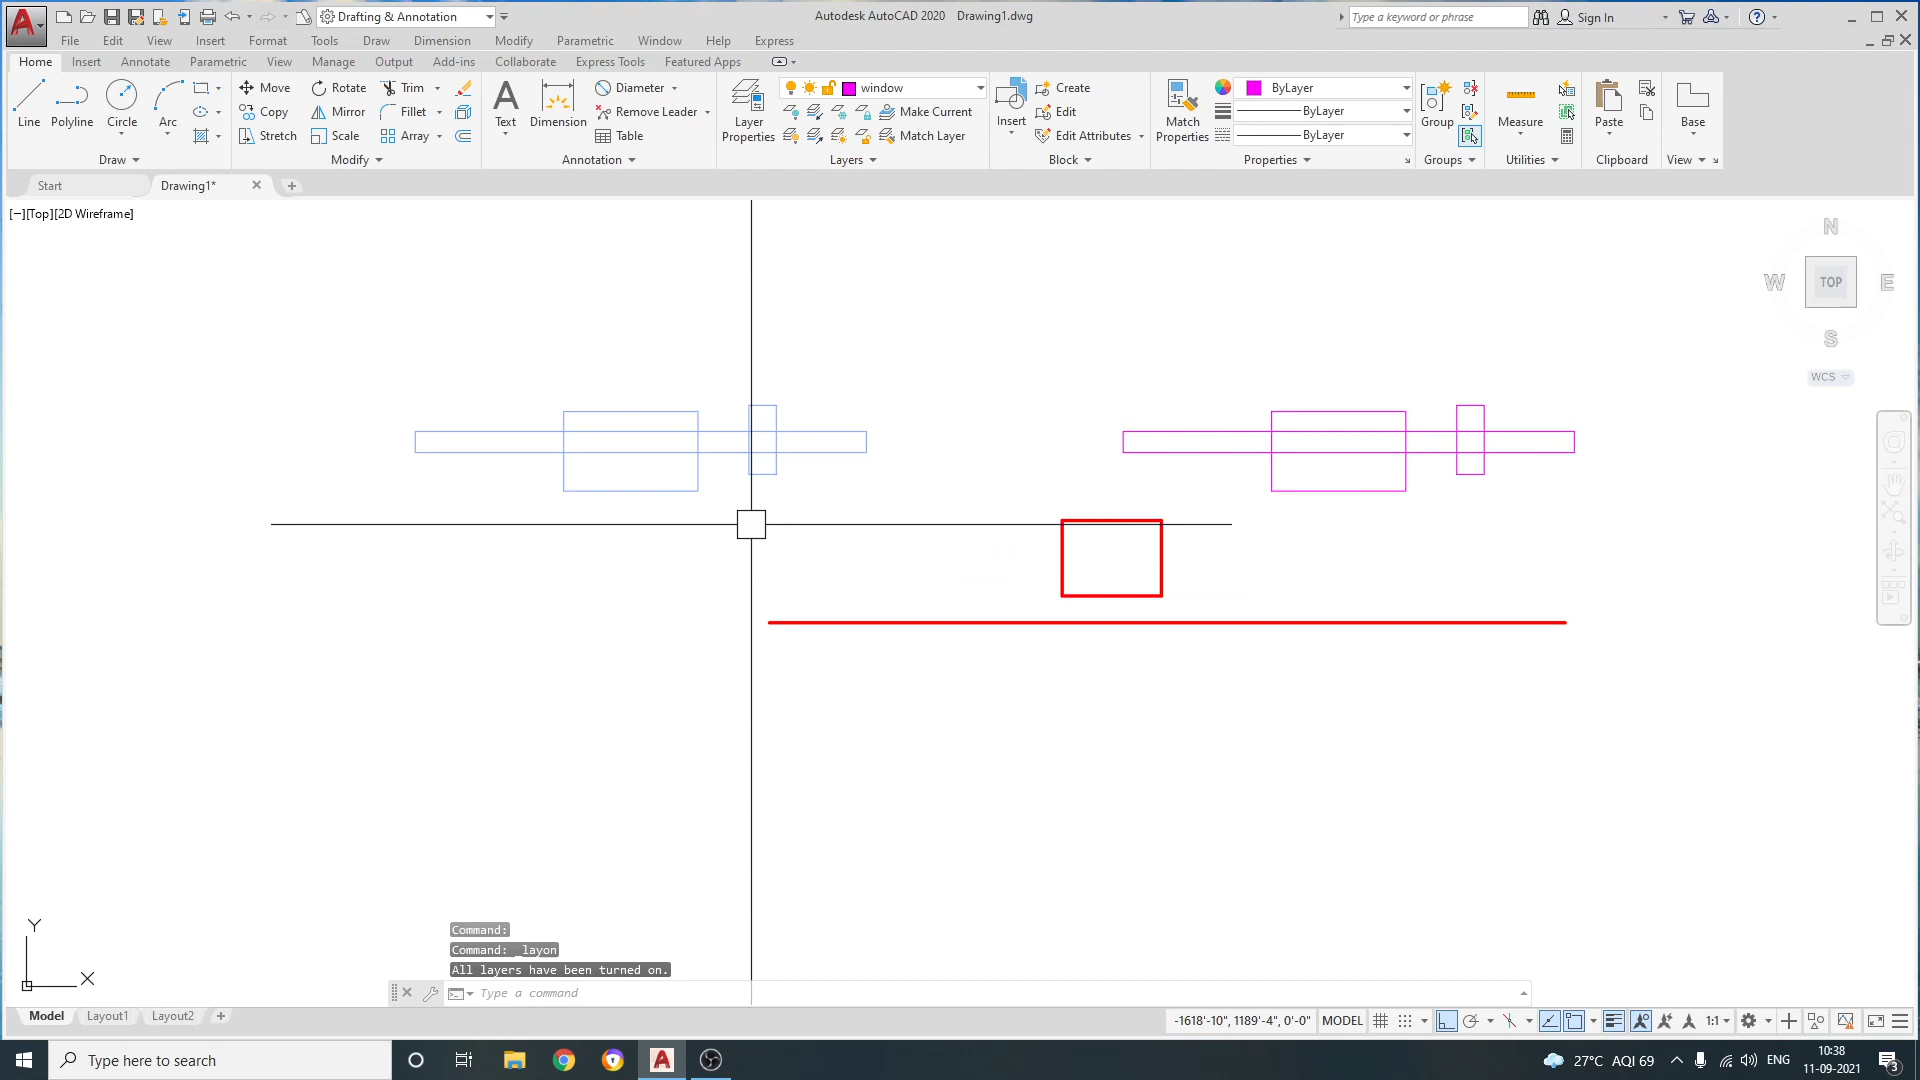 Drafting & Annotation
Autodesk AutoCAD 2020 Drawing1.dwg
Type a keyword or phrase
Sign In
File Edit View Insert Format Tools Draw Dimension Modify Parametric Window Help Express
Home Insert Annotate Parametric View Manage Output Add-ins Collaborate Express Tools Featured Apps
Line Polyline Circle Arc
Move Rotate Trim
Copy Mirror Fillet
Stretch Scale Array
Text Dimension
Diameter
Remove Leader
Table
Layer Properties
window
Make Current
Match Layer
Insert
Create
Edit
Edit Attributes
Match Properties
ByLayer
ByLayer
ByLayer
Group
Measure
Paste
Base
Draw Modify Annotation Layers Block Properties Groups Utilities Clipboard View
Start Drawing1*
[−][Top][2D Wireframe]
N
W TOP E
S
WCS
Y
X
Command:
Command: _layon
All layers have been turned on.
Type a command
Model Layout1 Layout2
-1618'-10", 1189'-4", 0'-0" MODEL 1:1
Type here to search
27°C AQI 69 ENG
10:38
11-09-2021
3